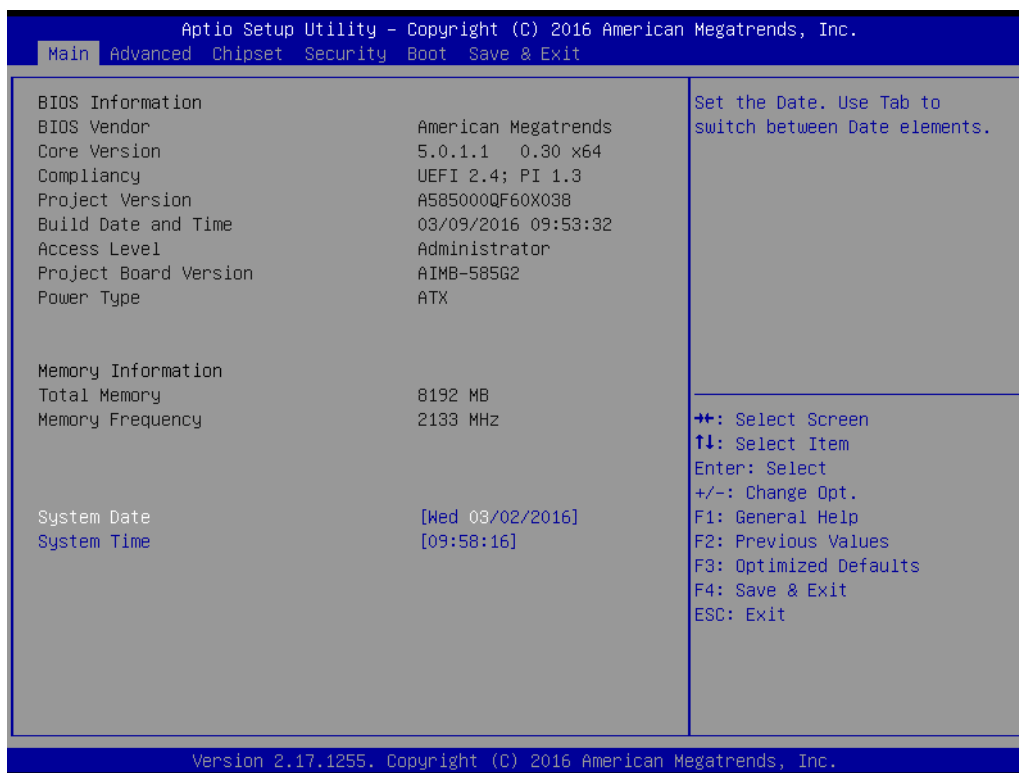 Aptio Setup Utility – Copyright (C) 2016 American Megatrends, Inc.
Main Advanced Chipset Security Boot Save & Exit
BIOS Information
BIOS Vendor American Megatrends
Core Version 5.0.1.1 0.30 x64
Compliancy UEFI 2.4; PI 1.3
Project Version A585000QF60X038
Build Date and Time 03/09/2016 09:53:32
Access Level Administrator
Project Board Version AIMB-585G2
Power Type ATX
Memory Information
Total Memory 8192 MB
Memory Frequency 2133 MHz
System Date [Wed 03/02/2016]
System Time [09:58:16]
Set the Date. Use Tab to
switch between Date elements.
→←: Select Screen
↑↓: Select Item
Enter: Select
+/-: Change Opt.
F1: General Help
F2: Previous Values
F3: Optimized Defaults
F4: Save & Exit
ESC: Exit
Version 2.17.1255. Copyright (C) 2016 American Megatrends, Inc.